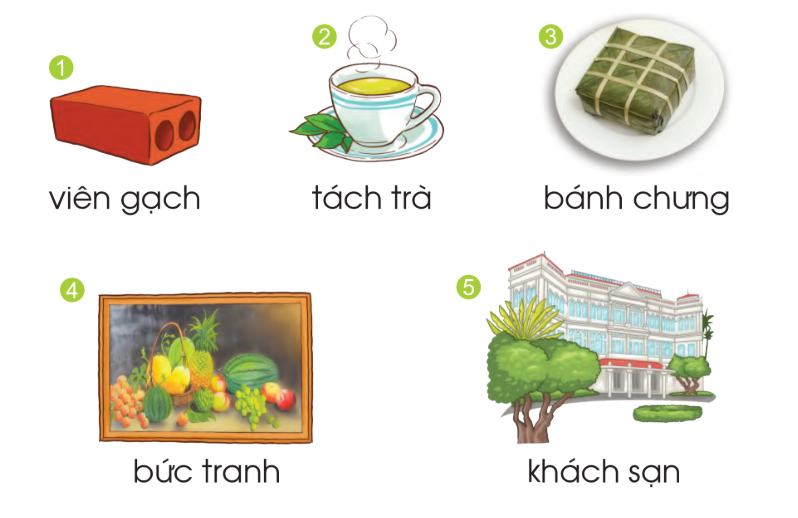 1
viên gạch
2
tách trà
3
bánh chưng
4
bức tranh
5
khách sạn